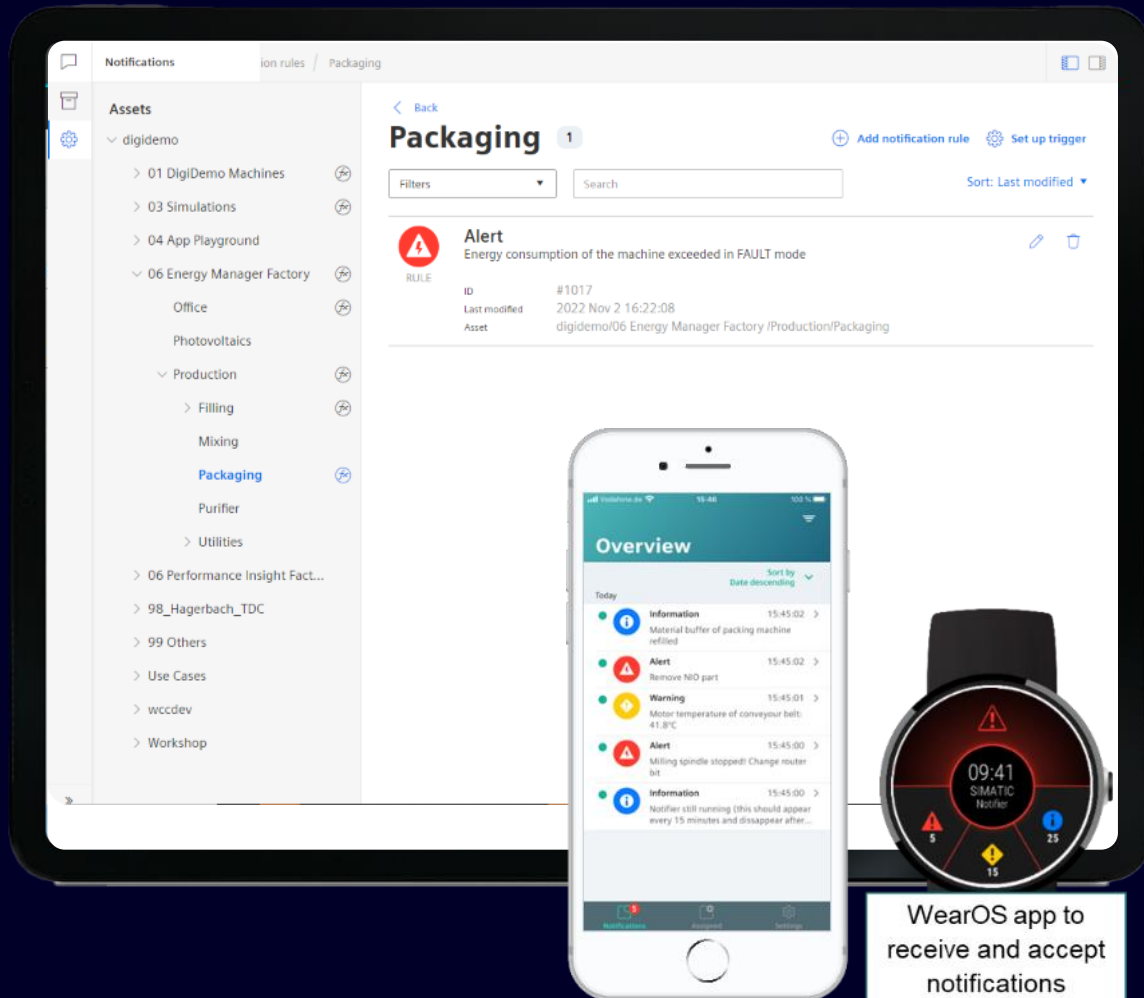 Notifications
ion rules / Packaging
Assets
digidemo
01 DigiDemo Machines
03 Simulations
04 App Playground
06 Energy Manager Factory
Office
Photovoltaics
Production
Filling
Mixing
Packaging
Purifier
Utilities
06 Performance Insight Fact...
98_Hagerbach_TDC
99 Others
Use Cases
wccdev
Workshop
Back
Packaging 1
Add notification rule Set up trigger
Filters Search Sort: Last modified
RULE
Alert
Energy consumption of the machine exceeded in FAULT mode
ID #1017
Last modified 2022 Nov 2 16:22:08
Asset digidemo/06 Energy Manager Factory /Production/Packaging
Vodafone.de 15:46 100 %
Overview
Sort by
Date descending
Today
Information 15:45:02
Material buffer of packing machine
refilled
Alert 15:45:02
Remove NIO part
Warning 15:45:01
Motor temperature of conveyour belt:
41.8°C
Alert 15:45:00
Milling spindle stopped! Change router
bit
Information 15:45:00
Notifier still running (this should appear
every 15 minutes and dissappear after...
5
Notifications Assigned Settings
09:41
SIMATIC
Notifier
5
15
25
WearOS app to
receive and accept
notifications